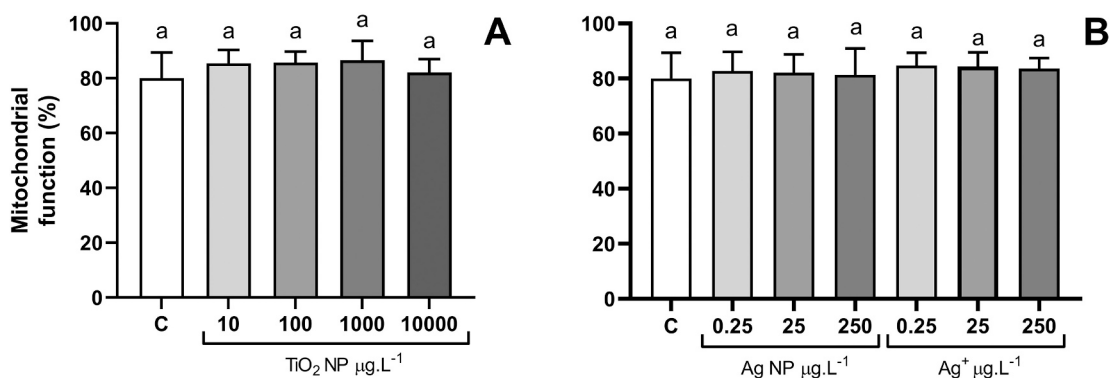 A
Mitochondrial
function (%)
100
80
60
40
20
0
a a a a a
C 10 100 1000 10000
TiO₂ NP µg.L⁻¹
B
100
80
60
40
20
0
a a a a a a a
C 0.25 25 250 0.25 25 250
Ag NP µg.L⁻¹ Ag⁺ µg.L⁻¹